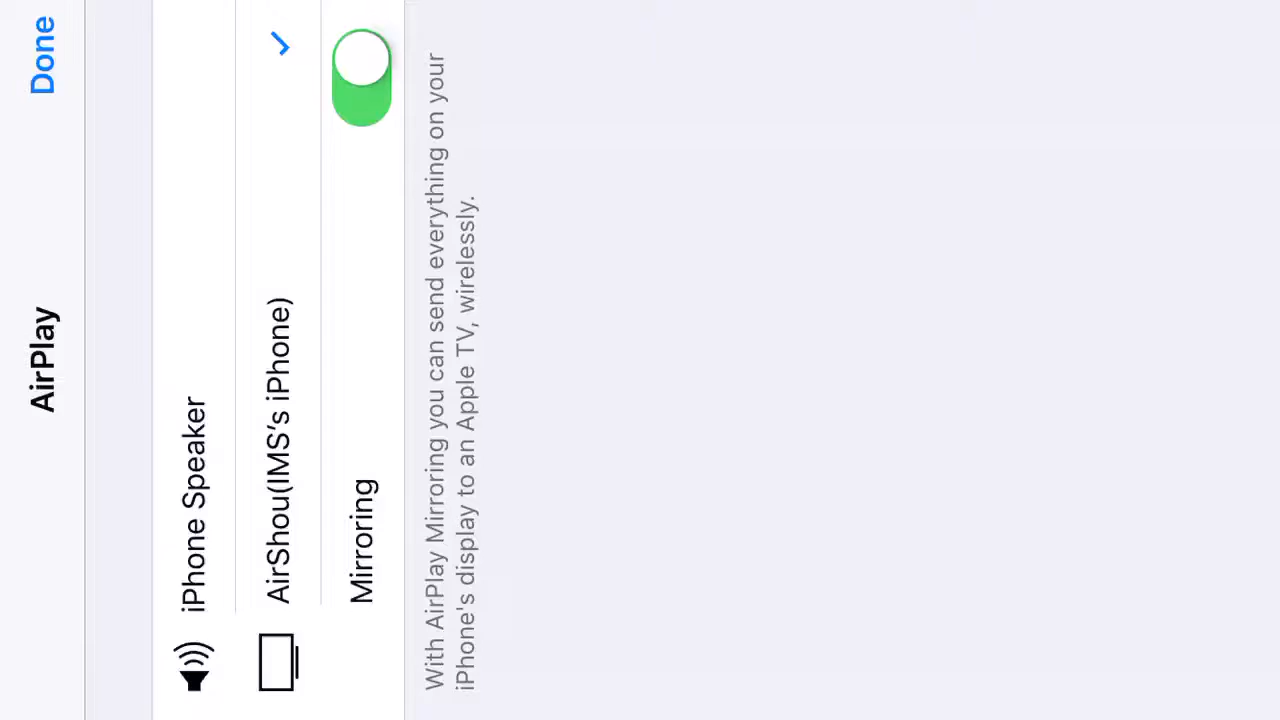 AirPlay
Done
iPhone Speaker
AirShou(IMS's iPhone)
Mirroring
With AirPlay Mirroring you can send everything on your
iPhone's display to an Apple TV, wirelessly.